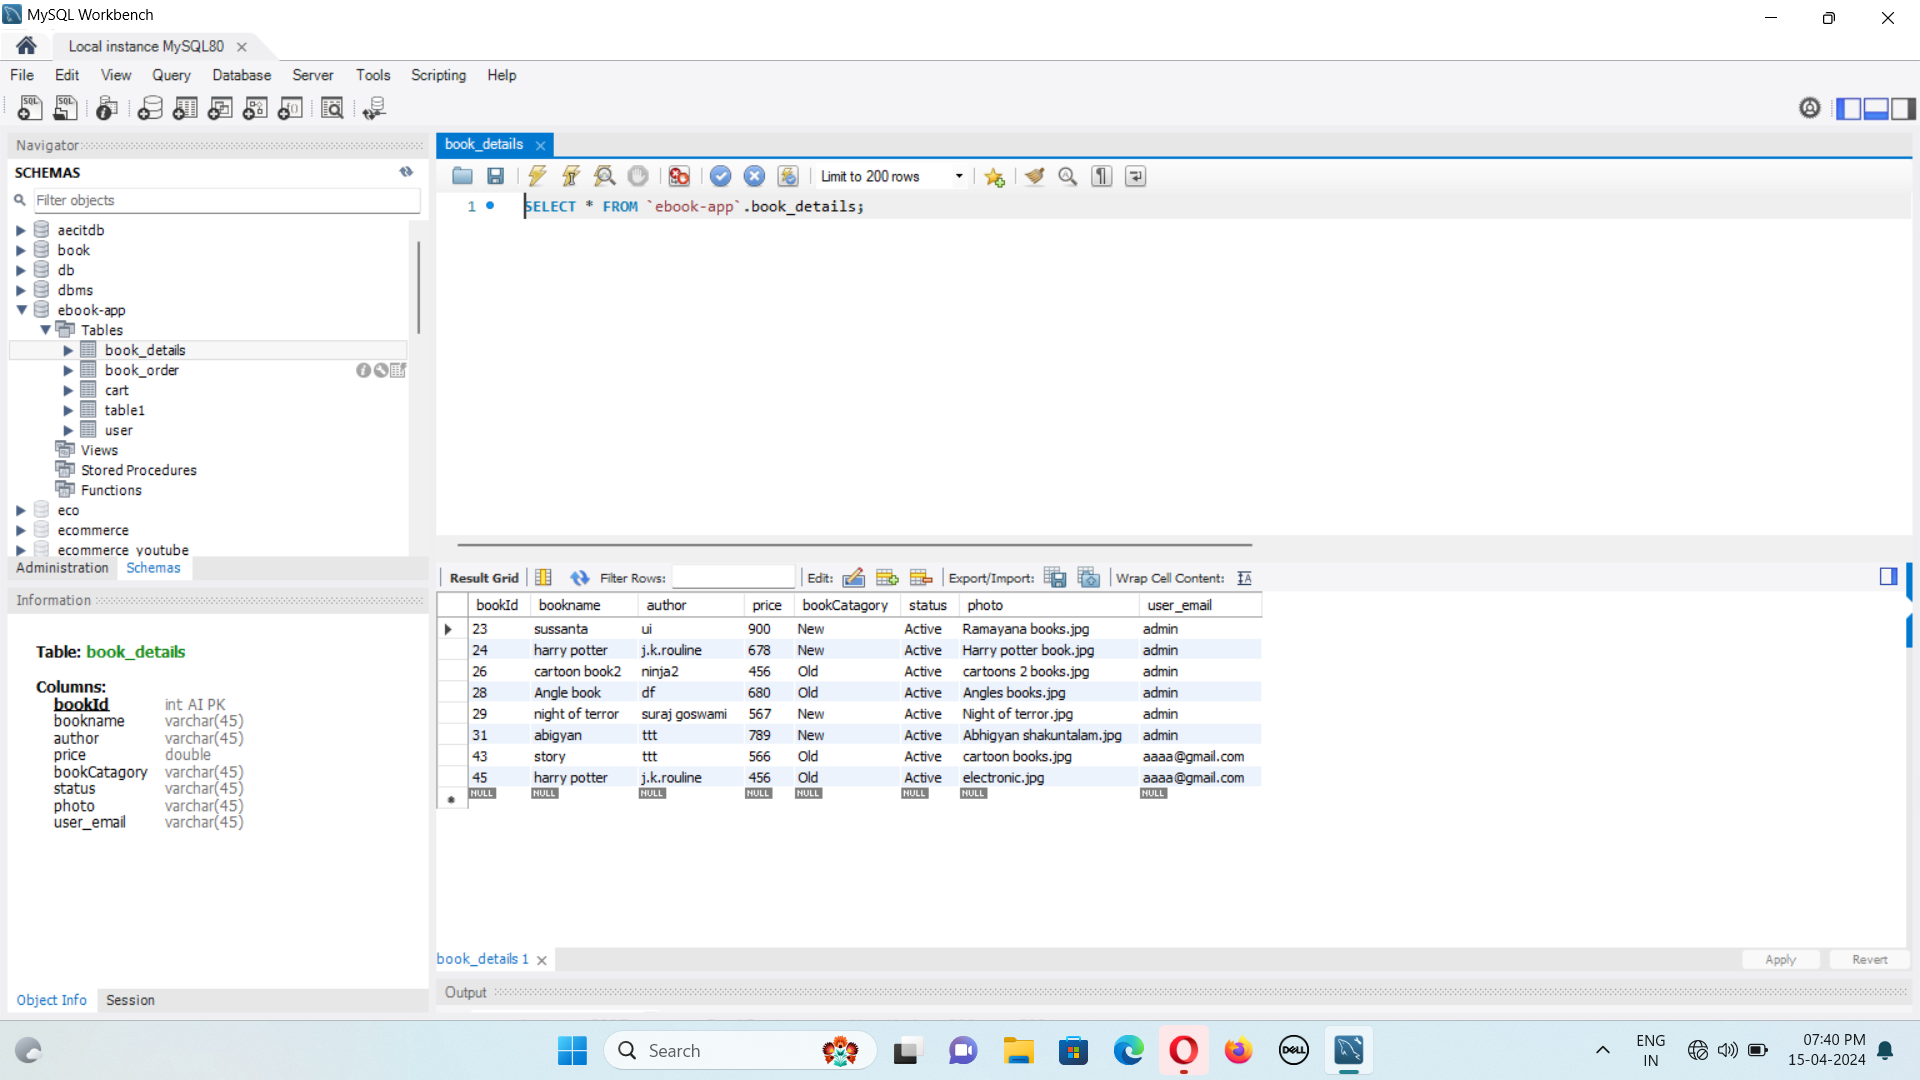 MySQL Workbench
Local instance MySQL80
File Edit View Query Database Server Tools Scripting Help
Navigator
SCHEMAS
Filter objects
aecitdb
book
db
dbms
ebook-app
Tables
book_details
book_order
cart
table1
user
Views
Stored Procedures
Functions
eco
ecommerce
ecommerce_youtube
Administration Schemas
Information
Table: book_details
Columns:
bookId int AI PK
bookname varchar(45)
author varchar(45)
price double
bookCatagory varchar(45)
status varchar(45)
photo varchar(45)
user_email varchar(45)
Object Info Session
book_details
Limit to 200 rows
1 SELECT * FROM `ebook-app`.book_details;
Result Grid Filter Rows: Edit: Export/Import: Wrap Cell Content:
bookId bookname author price bookCatagory status photo user_email
23 sussanta ui 900 New Active Ramayana books.jpg admin
24 harry potter j.k.rouline 678 New Active Harry potter book.jpg admin
26 cartoon book2 ninja2 456 Old Active cartoons 2 books.jpg admin
28 Angle book df 680 Old Active Angles books.jpg admin
29 night of terror suraj goswami 567 New Active Night of terror.jpg admin
31 abigyan ttt 789 New Active Abhigyan shakuntalam.jpg admin
43 story ttt 566 Old Active cartoon books.jpg aaaa@gmail.com
45 harry potter j.k.rouline 456 Old Active electronic.jpg aaaa@gmail.com
NULL NULL NULL NULL NULL NULL NULL NULL
book_details 1
Apply Revert
Output
Search
DELL
ENG
IN
07:40 PM
15-04-2024